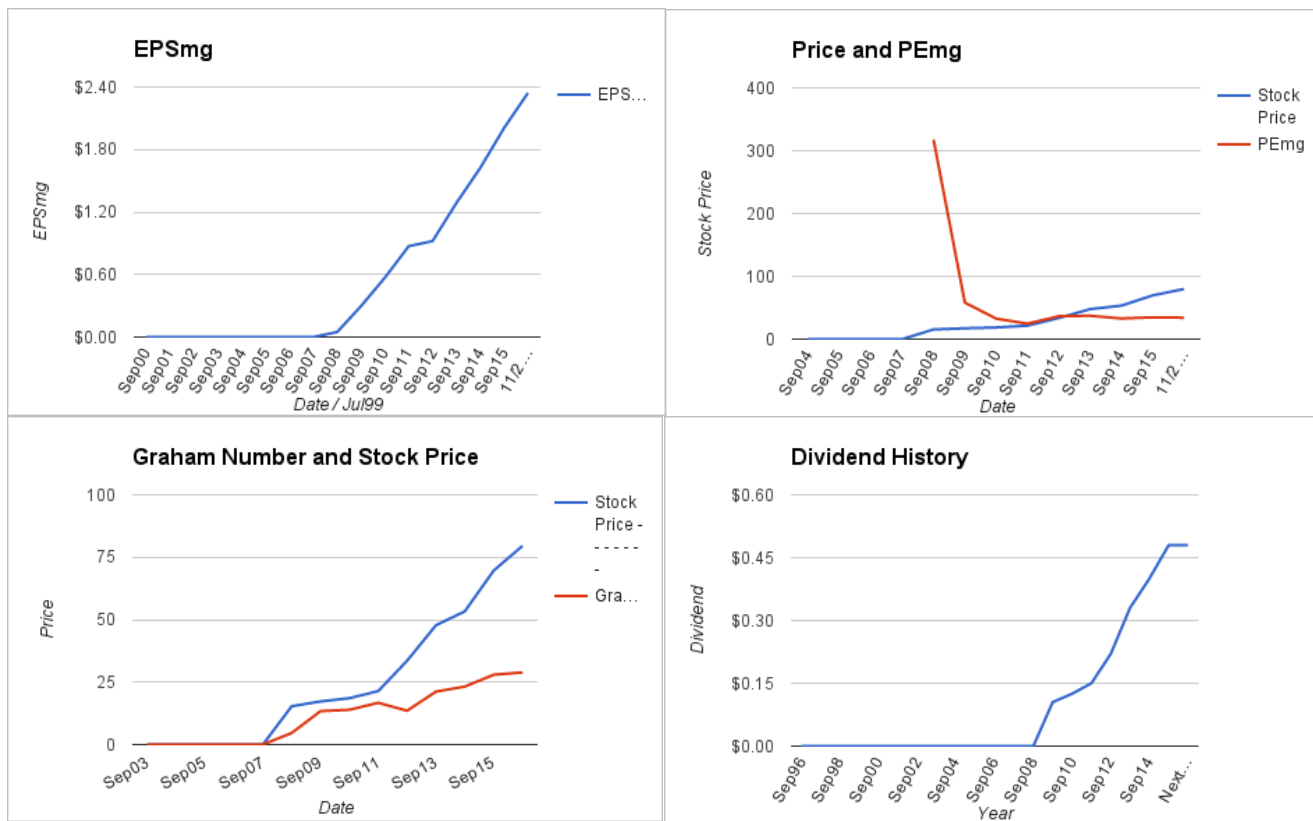 EPSmg
$2.40
$1.80
$1.20
$0.60
$0.00
EPSmg
Sep00
Sep01
Sep02
Sep03
Sep04
Sep05
Sep06
Sep07
Sep08
Sep09
Sep10
Sep11
Sep12
Sep13
Sep14
Sep15
11/2...
Date / Jul99
EPS...
Price and PEmg
400
300
200
100
0
Stock Price
Sep04
Sep05
Sep06
Sep07
Sep08
Sep09
Sep10
Sep11
Sep12
Sep13
Sep14
Sep15
11/2...
Date
Stock
Price
PEmg
Graham Number and Stock Price
100
75
50
25
0
Price
Sep03
Sep05
Sep07
Sep09
Sep11
Sep13
Sep15
Date
Stock
Price -
- - - - -
-
Gra...
Dividend History
$0.60
$0.45
$0.30
$0.15
$0.00
Dividend
Sep96
Sep98
Sep00
Sep02
Sep04
Sep06
Sep08
Sep10
Sep12
Sep14
Next...
Year